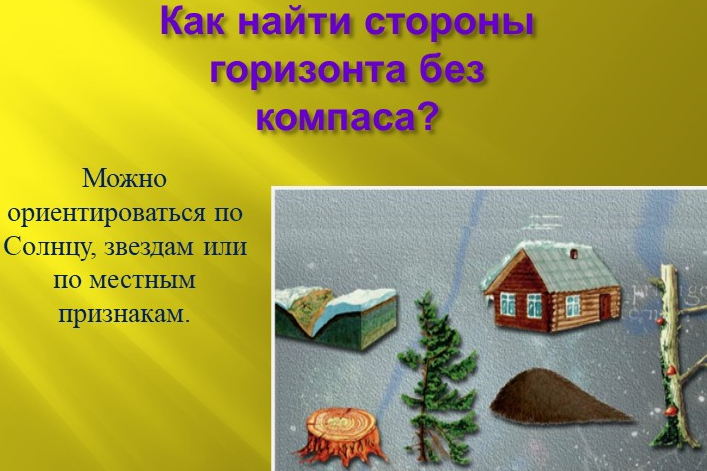 Как найти стороны
горизонта без
компаса?
Можно
ориентироваться по
Солнцу, звездам или
по местным
признакам.